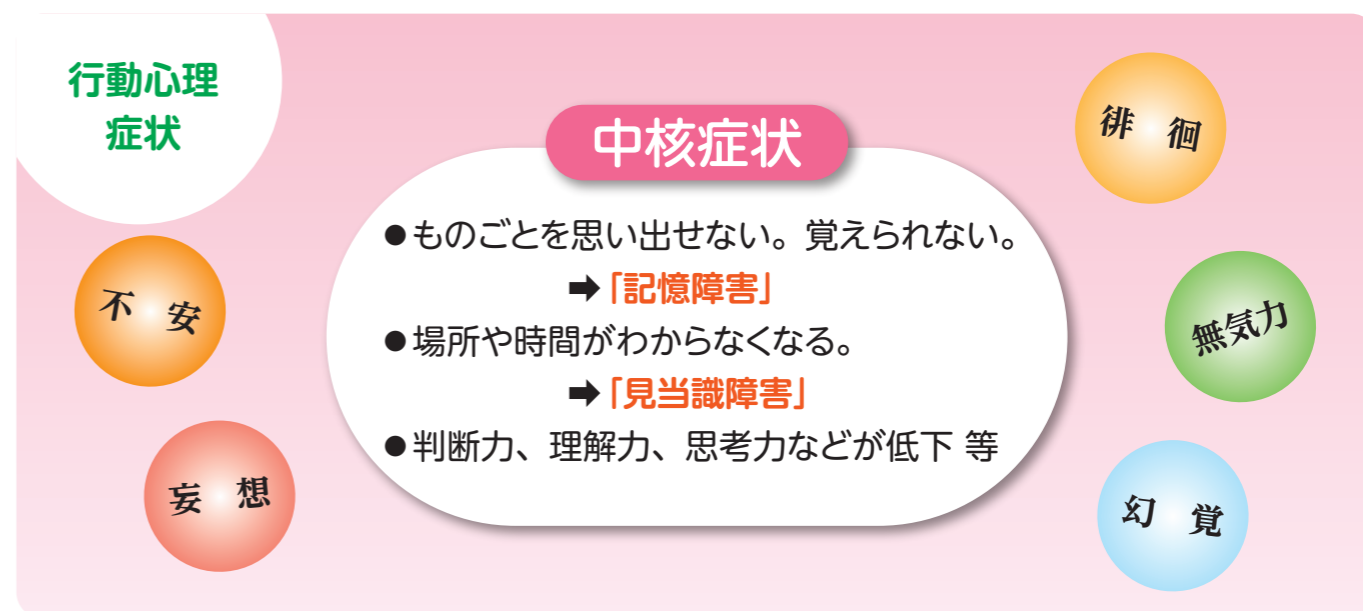 行動心理
症状
中核症状
●ものごとを思い出せない。覚えられない。
➡「記憶障害」
●場所や時間がわからなくなる。
➡「見当識障害」
●判断力、理解力、思考力などが低下 等
不安
妄想
徘徊
無気力
幻覚